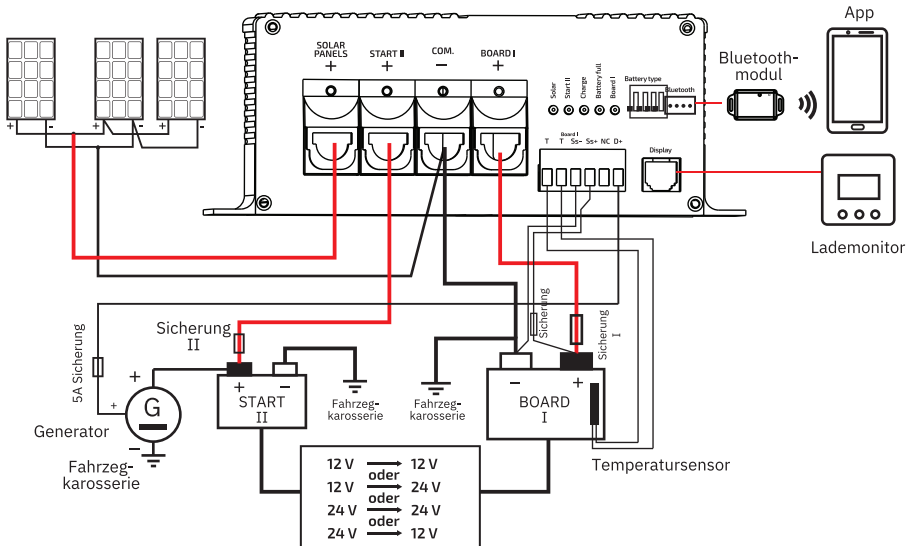 App
SOLAR
PANELS
+
START II
+
COM.
−
BOARD I
+
Bluetooth-
modul
Solar
Start II
Charge
Battery full
Board I
Battery type
Bluetooth
Board I
T T Ss− Ss+ NC D+
Display
+ - + - + -
Lademonitor
Sicherung
II
Sicherung
Sicherung
I
5A Sicherung
+
+
G
−
Generator
Fahrzeg-
karosserie
+ −
START
II
Fahrzeg-
karosserie
Fahrzeg-
karosserie
− +
BOARD
I
Temperatursensor
12 V 12 V
oder
12 V 24 V
oder
24 V 24 V
oder
24 V 12 V